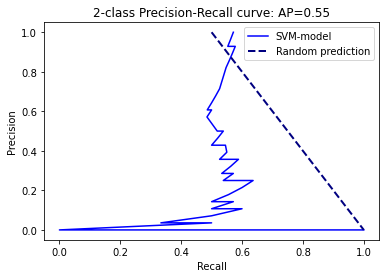 2-class Precision-Recall curve: AP=0.55
SVM-model
Random prediction
Precision
1.0
0.8
0.6
0.4
0.2
0.0
0.0 0.2 0.4 0.6 0.8 1.0
Recall